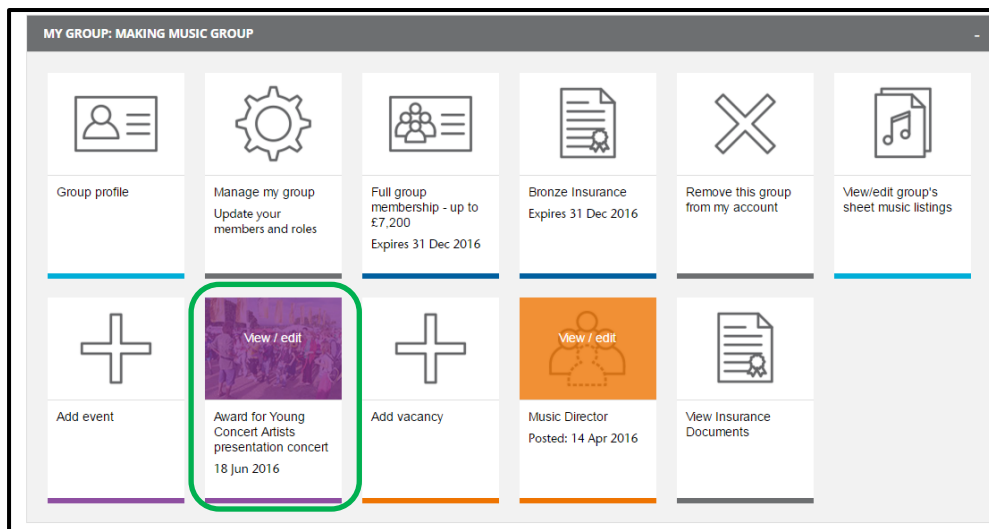 MY GROUP: MAKING MUSIC GROUP
-
Group profile
Manage my group
Update your
members and roles
Full group
membership - up to
£7,200
Expires 31 Dec 2016
Bronze Insurance
Expires 31 Dec 2016
Remove this group
from my account
View/edit group's
sheet music listings
Add event
View / edit
Award for Young
Concert Artists
presentation concert
18 Jun 2016
Add vacancy
View / edit
Music Director
Posted: 14 Apr 2016
View Insurance
Documents